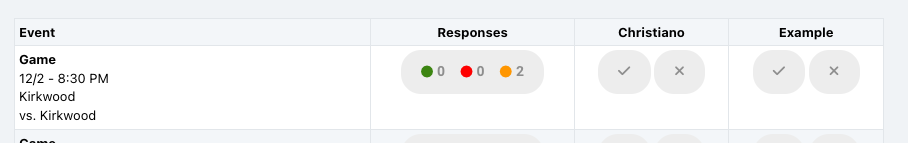 Event Responses Christiano Example
Game
12/2 - 8:30 PM
Kirkwood
vs. Kirkwood
0 0 2
Game